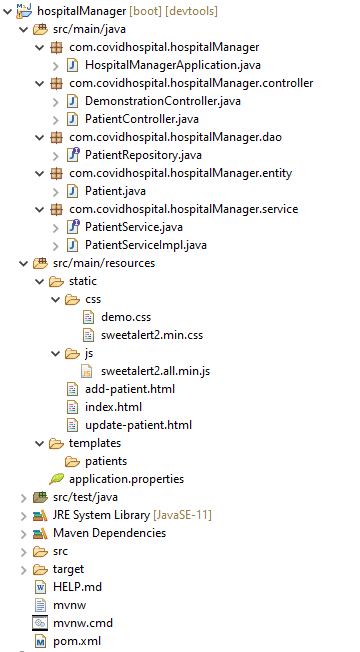 hospitalManager [boot] [devtools]
src/main/java
com.covidhospital.hospitalManager
HospitalManagerApplication.java
com.covidhospital.hospitalManager.controller
DemonstrationController.java
PatientController.java
com.covidhospital.hospitalManager.dao
PatientRepository.java
com.covidhospital.hospitalManager.entity
Patient.java
com.covidhospital.hospitalManager.service
PatientService.java
PatientServiceImpl.java
src/main/resources
static
css
demo.css
sweetalert2.min.css
js
sweetalert2.all.min.js
add-patient.html
index.html
update-patient.html
templates
patients
application.properties
src/test/java
JRE System Library [JavaSE-11]
Maven Dependencies
src
target
HELP.md
mvnw
mvnw.cmd
pom.xml